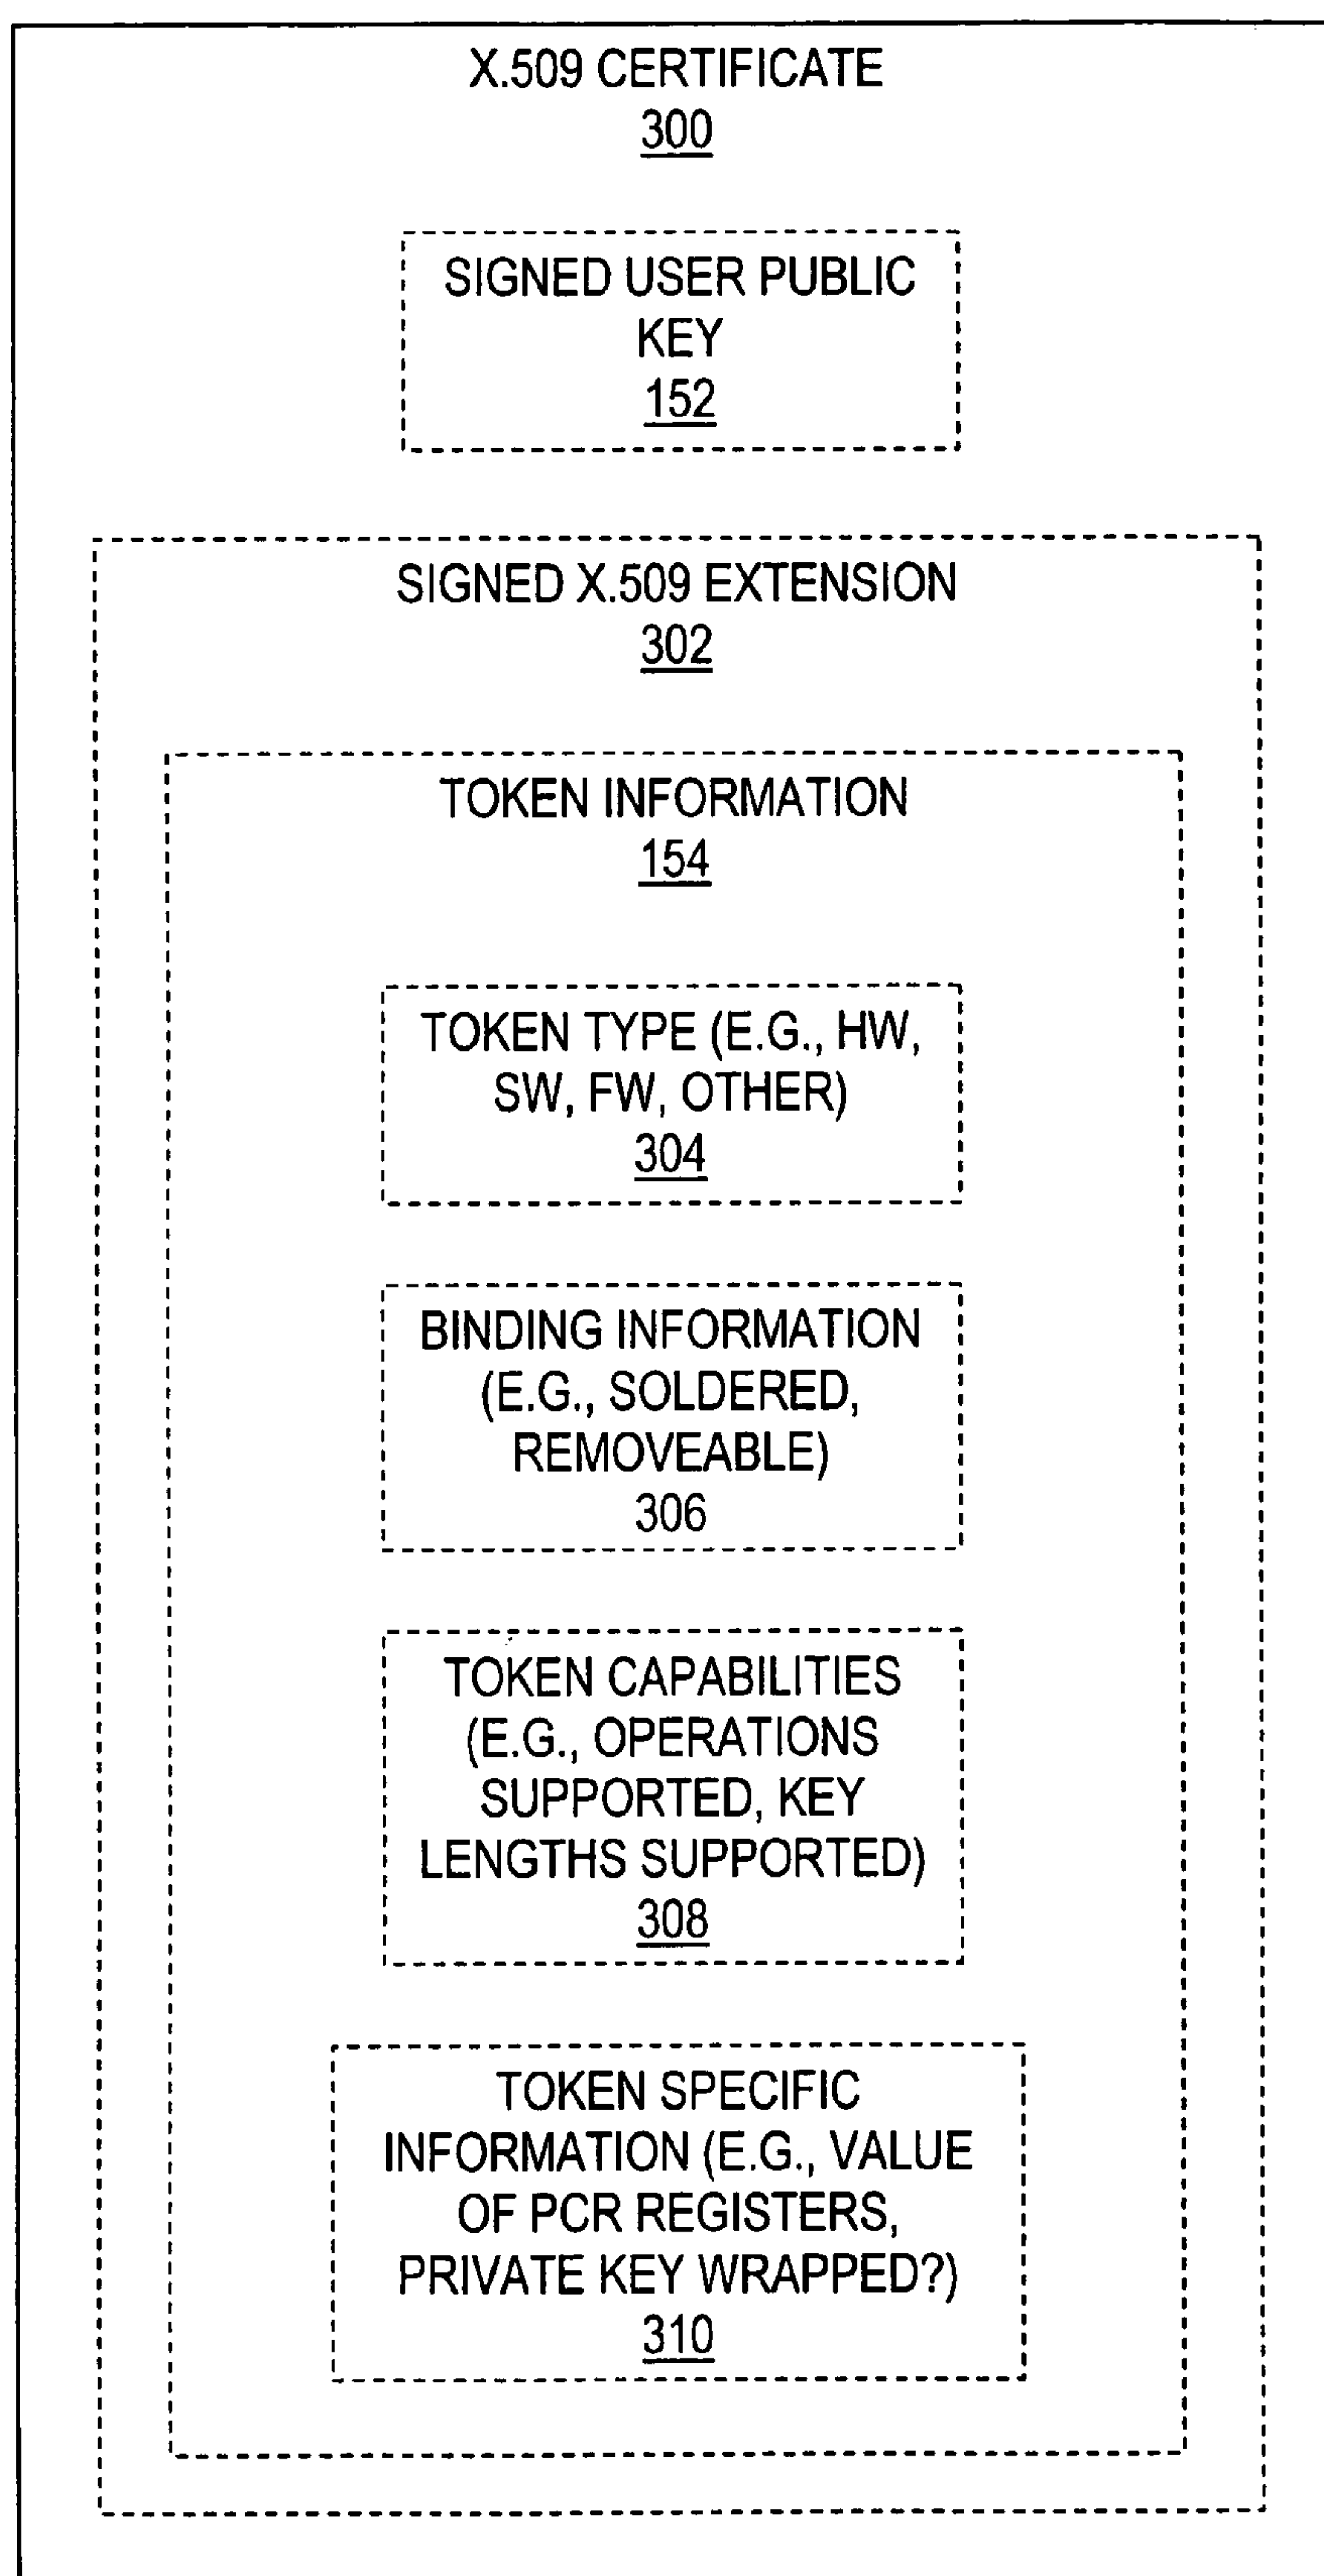 X.509 CERTIFICATE
300
SIGNED USER PUBLIC
KEY
152
SIGNED X.509 EXTENSION
302
TOKEN INFORMATION
154
TOKEN TYPE (E.G., HW,
SW, FW, OTHER)
304
BINDING INFORMATION
(E.G., SOLDERED,
REMOVEABLE)
306
TOKEN CAPABILITIES
(E.G., OPERATIONS
SUPPORTED, KEY
LENGTHS SUPPORTED)
308
TOKEN SPECIFIC
INFORMATION (E.G., VALUE
OF PCR REGISTERS,
PRIVATE KEY WRAPPED?)
310